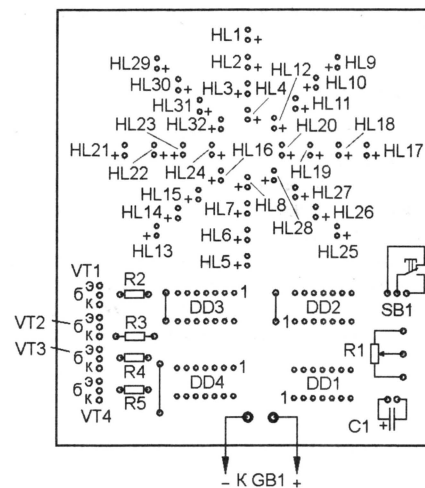 HL1
HL2
HL29
HL12
HL9
HL30
HL3
HL4
HL10
HL31
HL11
HL23
HL32
HL20
HL18
HL21
HL16
HL17
HL22
HL24
HL19
HL15
HL27
HL14
HL7
HL8
HL26
HL13
HL6
HL28
HL25
HL5
VT1
Э
б
К
R2
1
DD3
DD2
1
SB1
VT2
Э
б
К
R3
VT3
Э
б
К
R4
1
R1
DD4
DD1
Э
б
К
R5
1
VT4
C1
+
– К GB1 +